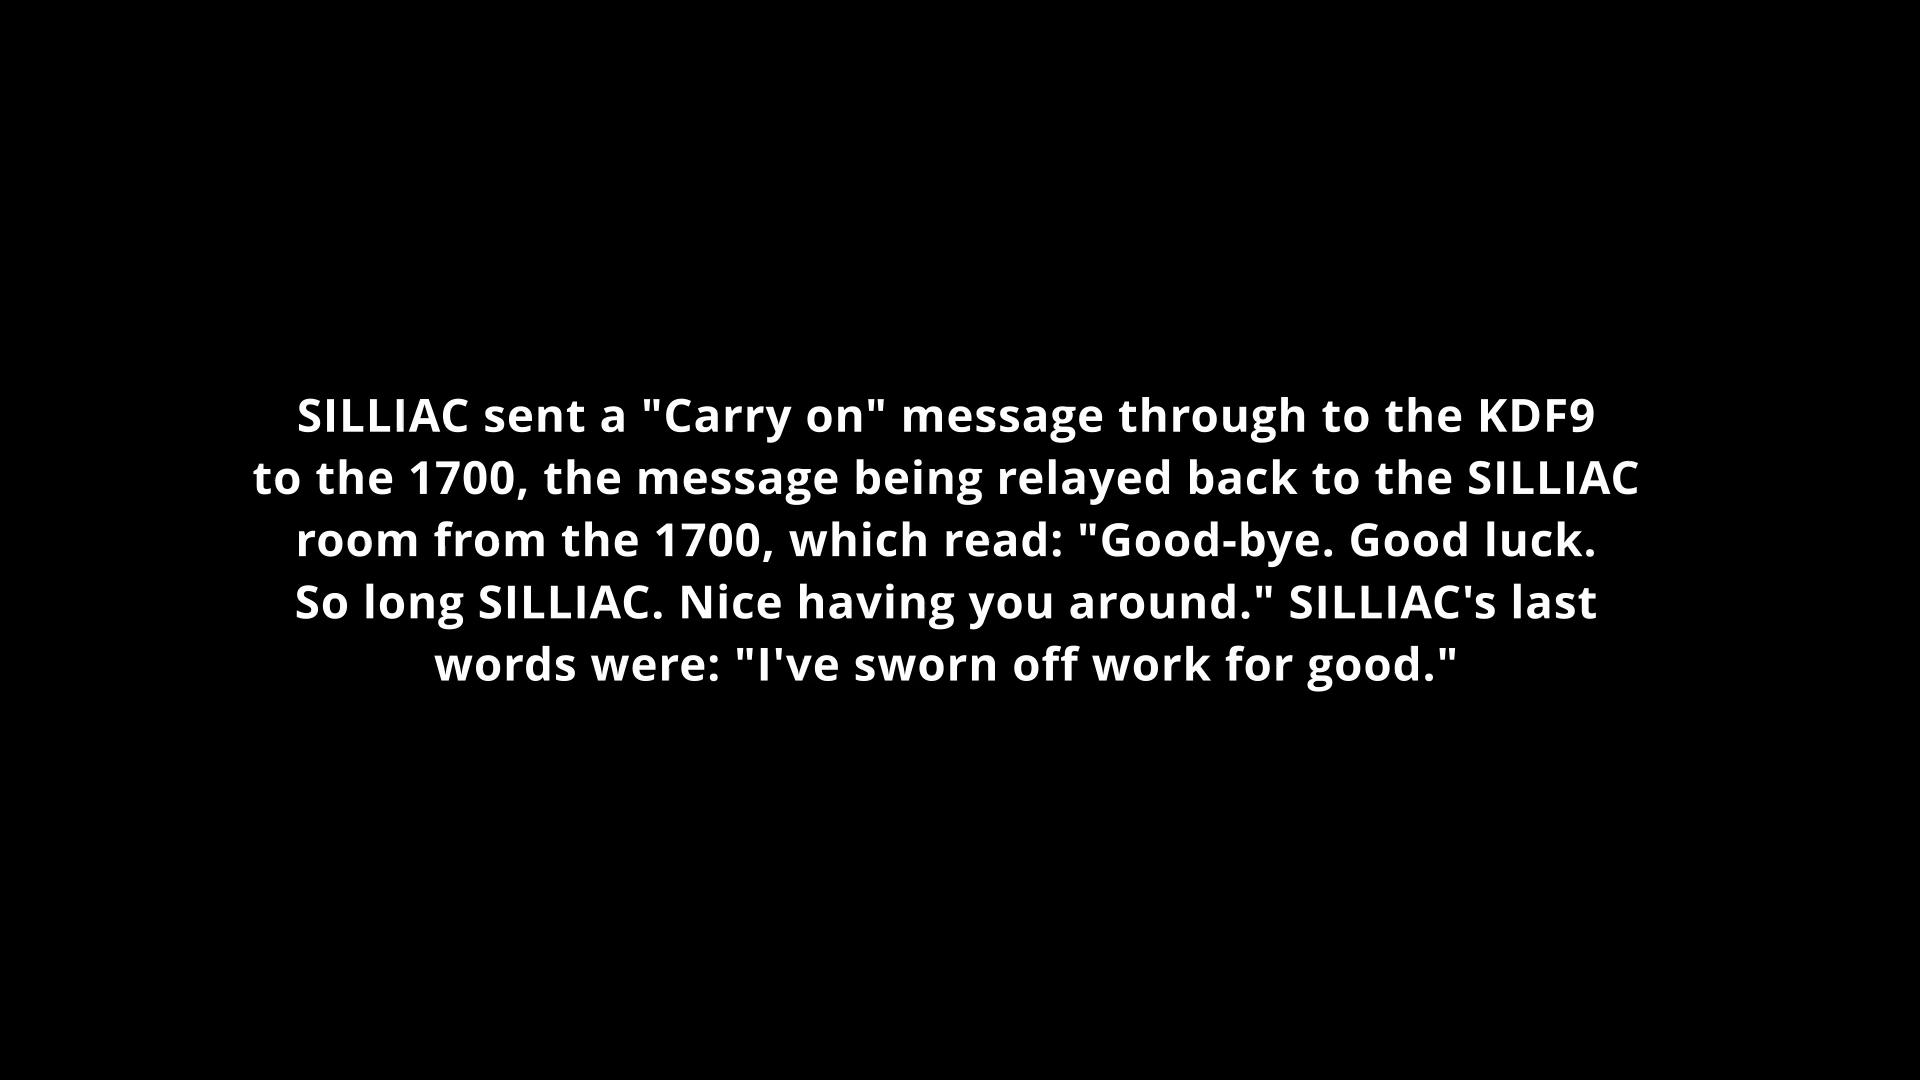 SILLIAC sent a "Carry on" message through to the KDF9
to the 1700, the message being relayed back to the SILLIAC
room from the 1700, which read: "Good-bye. Good luck.
So long SILLIAC. Nice having you around." SILLIAC's last
words were: "I've sworn off work for good."